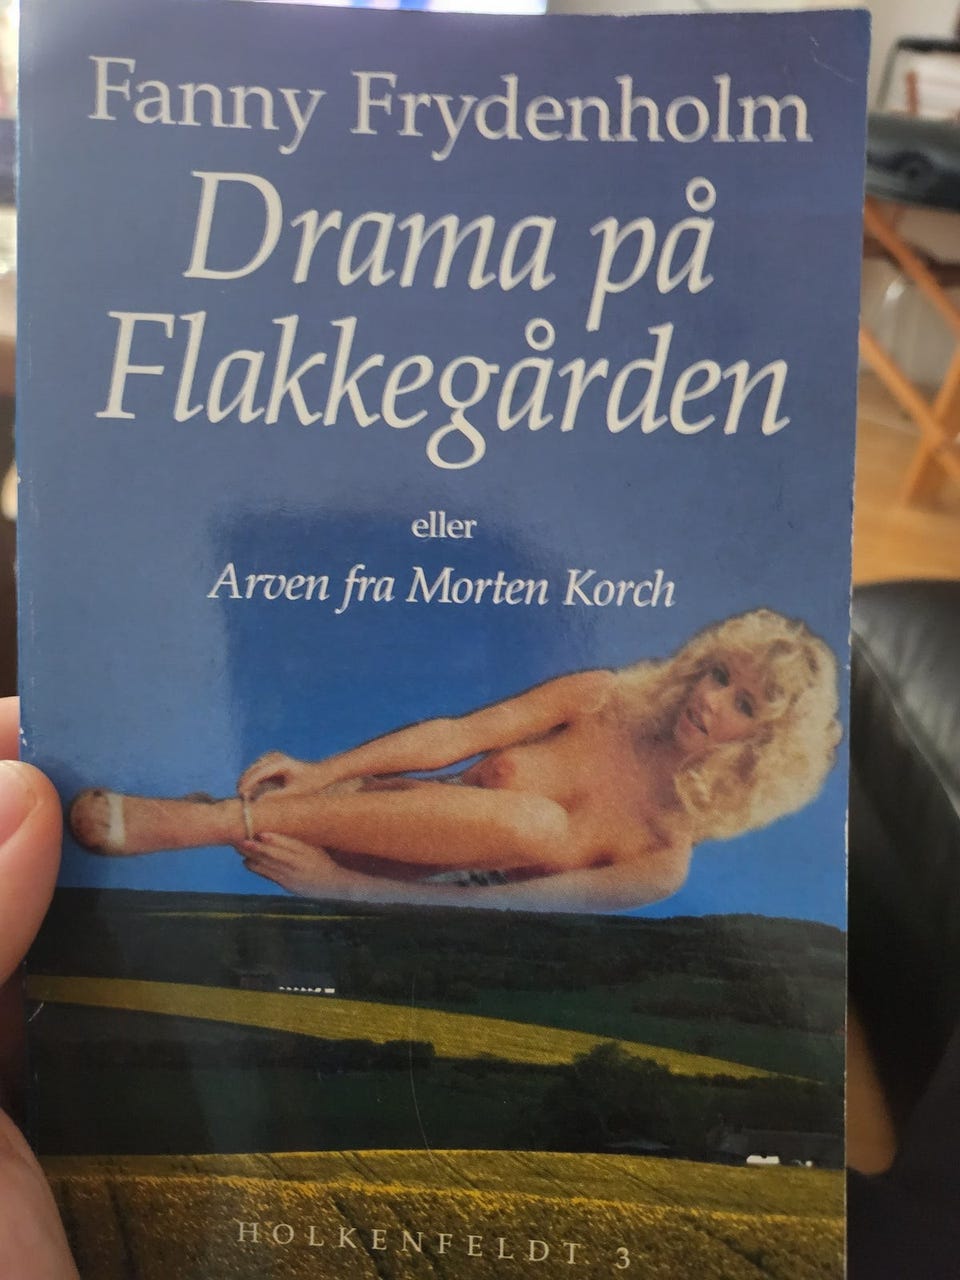 Fanny Frydenholm
Drama på
Flakkegården
eller
Arven fra Morten Korch
HOLKENFELDT 3